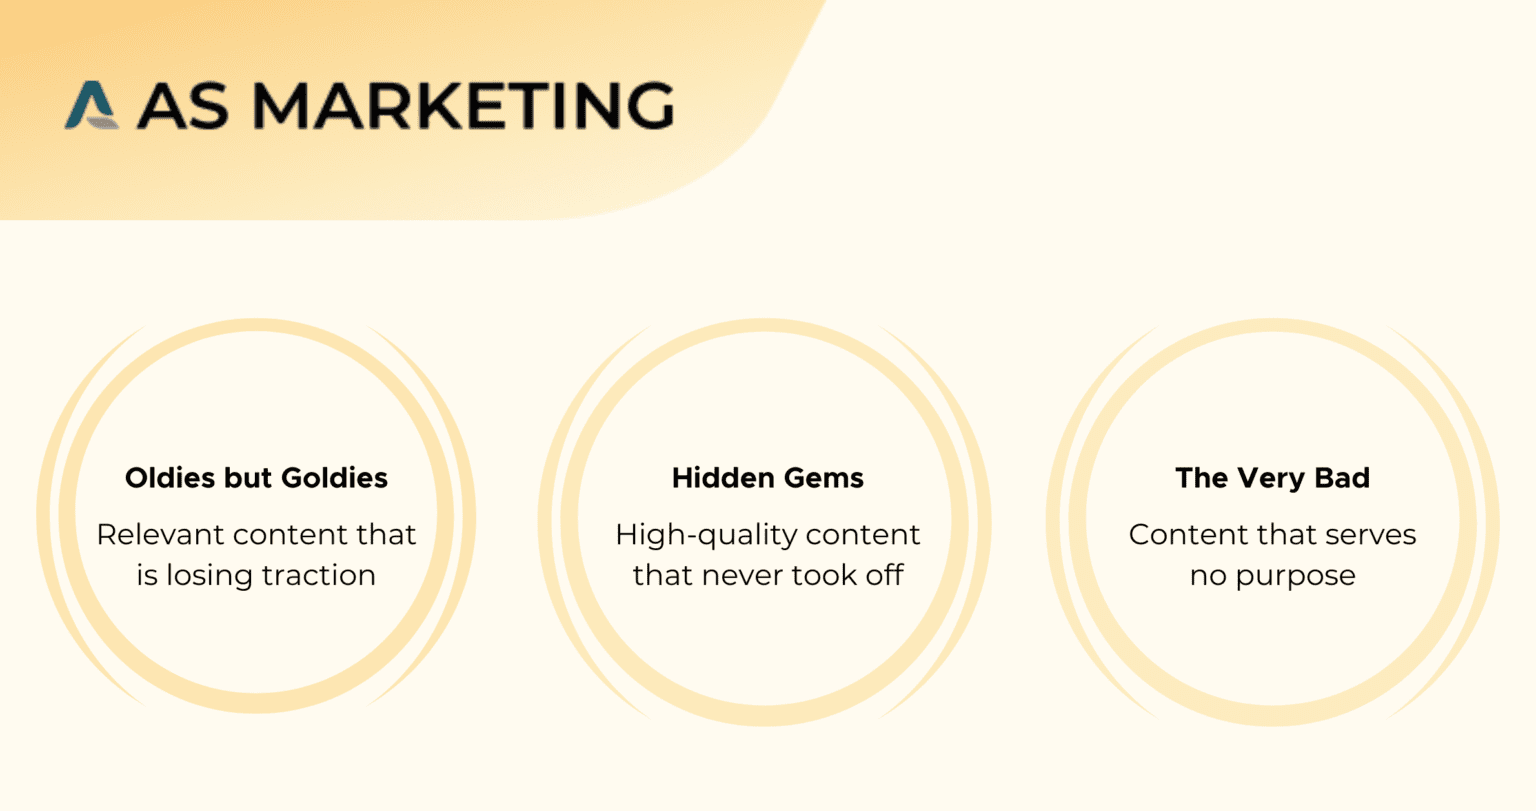 AS MARKETING
Oldies but Goldies
Relevant content that
is losing traction
Hidden Gems
High-quality content
that never took off
The Very Bad
Content that serves
no purpose